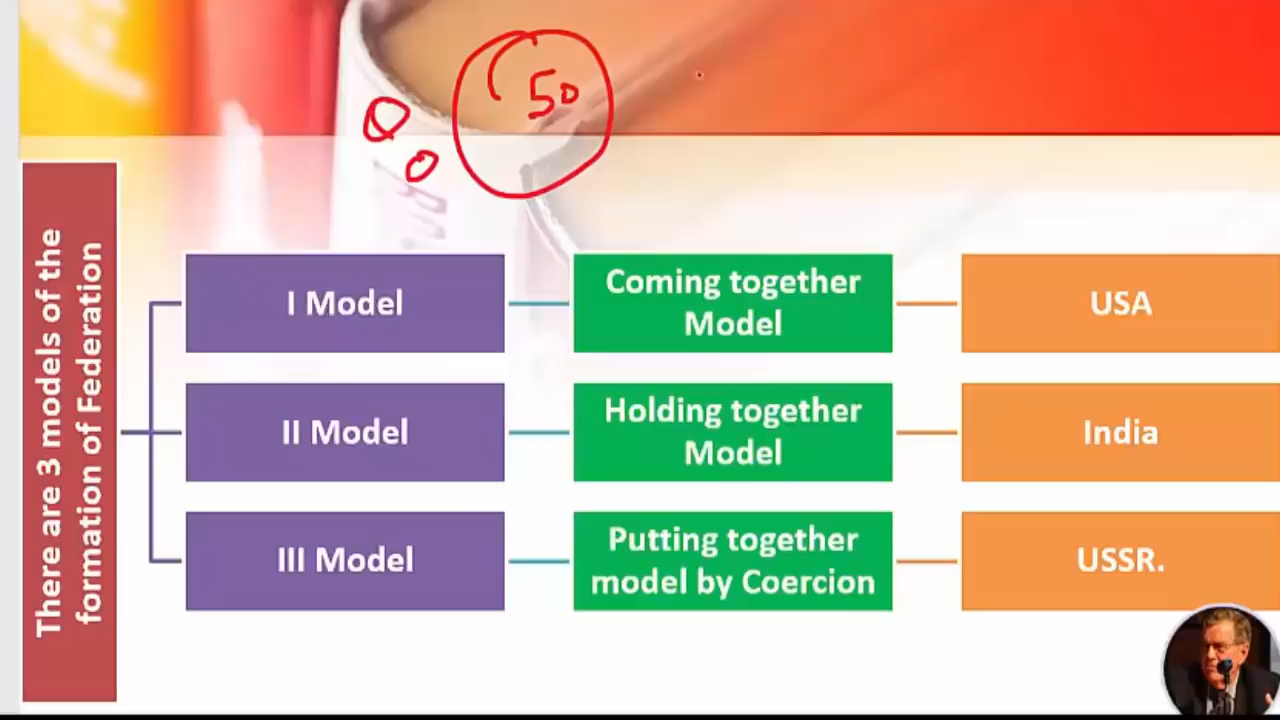 50
There are 3 models of the
formation of Federation
I Model
Coming together
Model
USA
II Model
Holding together
Model
India
III Model
Putting together
model by Coercion
USSR.